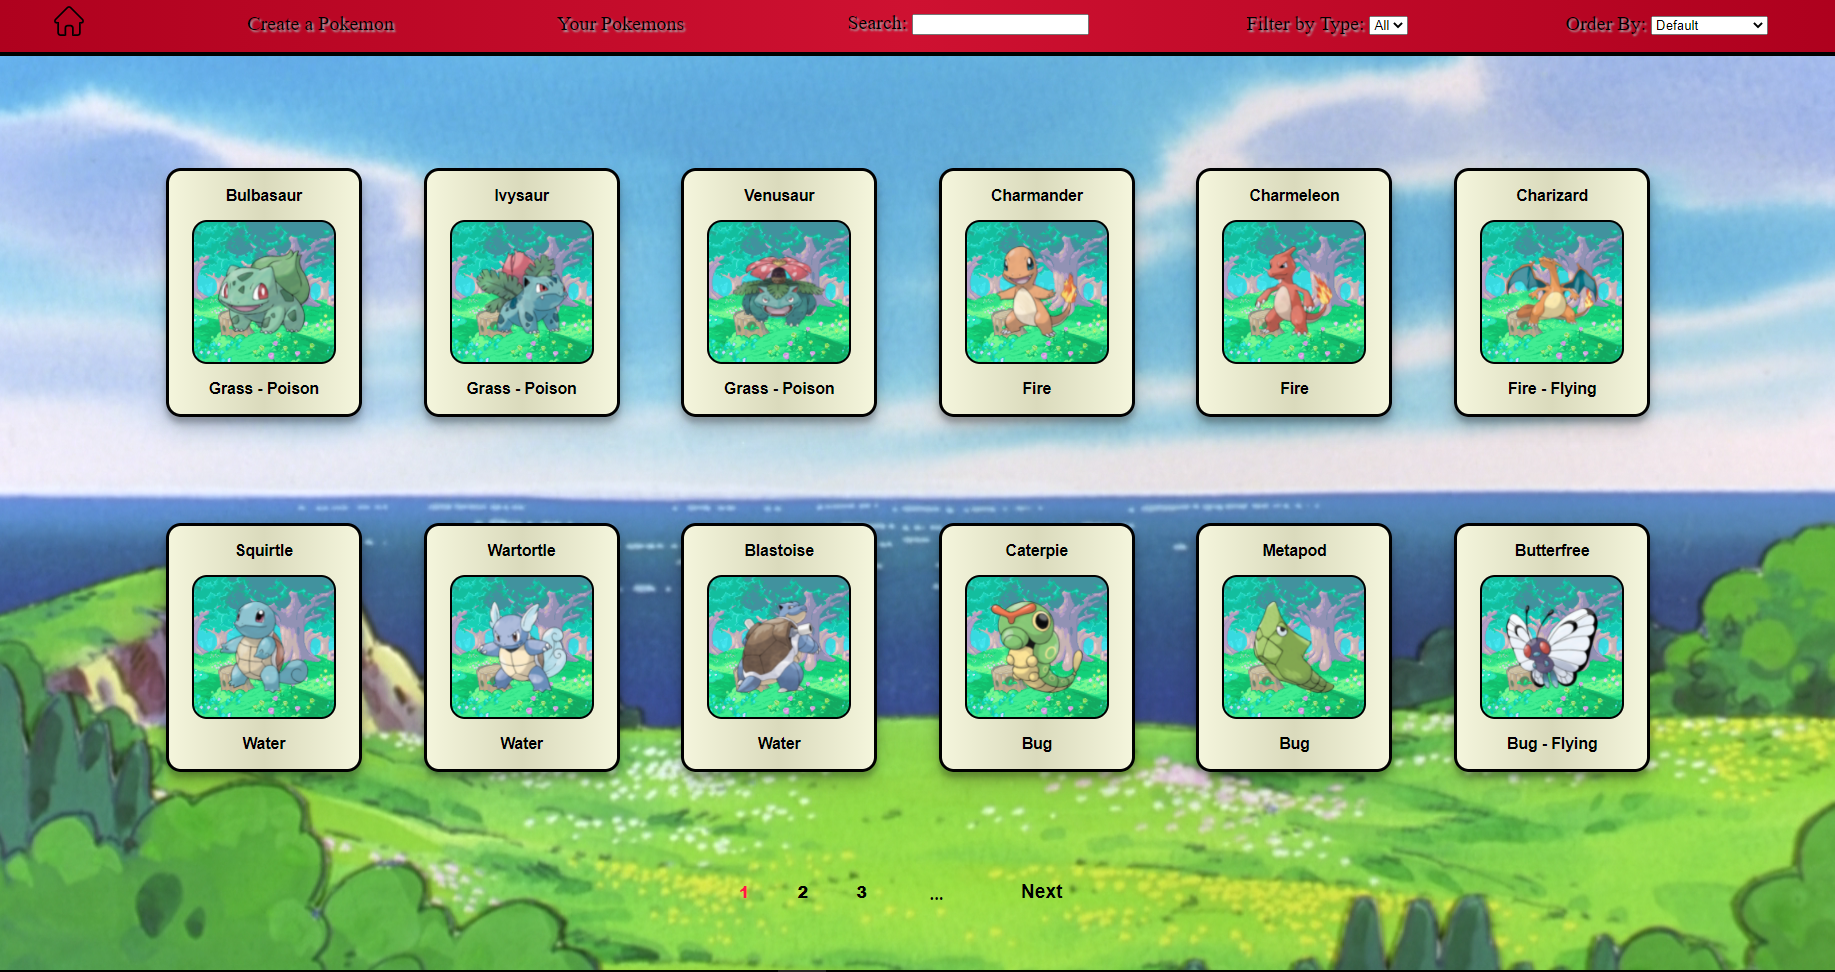 Create a Pokemon Your Pokemons Search: Filter by Type: All Order By: Default
Bulbasaur Ivysaur Venusaur Charmander Charmeleon Charizard
Grass - Poison Grass - Poison Grass - Poison Fire Fire Fire - Flying
Squirtle Wartortle Blastoise Caterpie Metapod Butterfree
Water Water Water Bug Bug Bug - Flying
1 2 3 ... Next